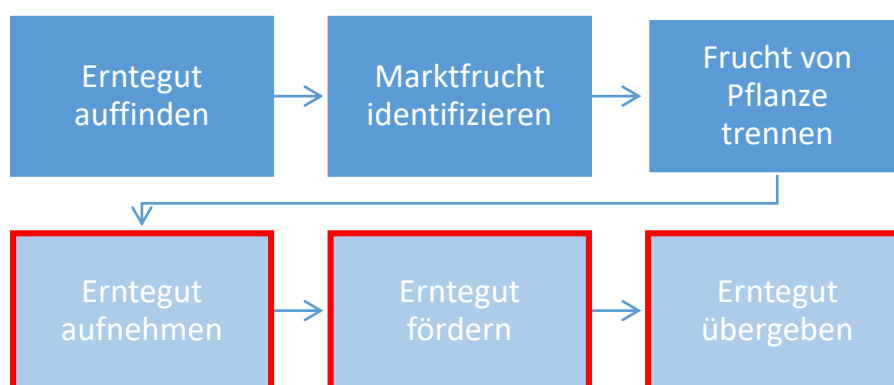 Erntegut
auffinden
Marktfrucht
identifizieren
Frucht von
Pflanze
trennen
Erntegut
aufnehmen
Erntegut
fördern
Erntegut
übergeben